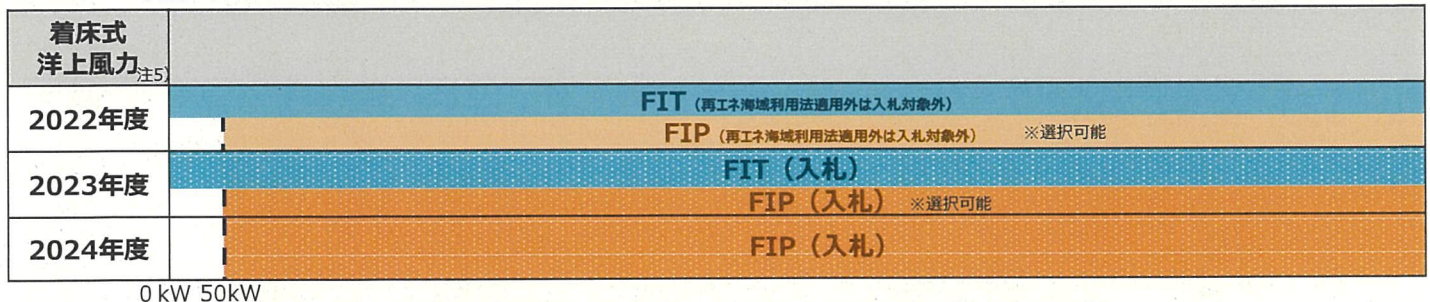 着床式
洋上風力注5)
2022年度
FIT（再エネ海域利用法適用外は入札対象外）
FIP（再エネ海域利用法適用外は入札対象外） ※選択可能
2023年度
FIT（入札）
FIP（入札） ※選択可能
2024年度
FIP（入札）
0kW 50kW